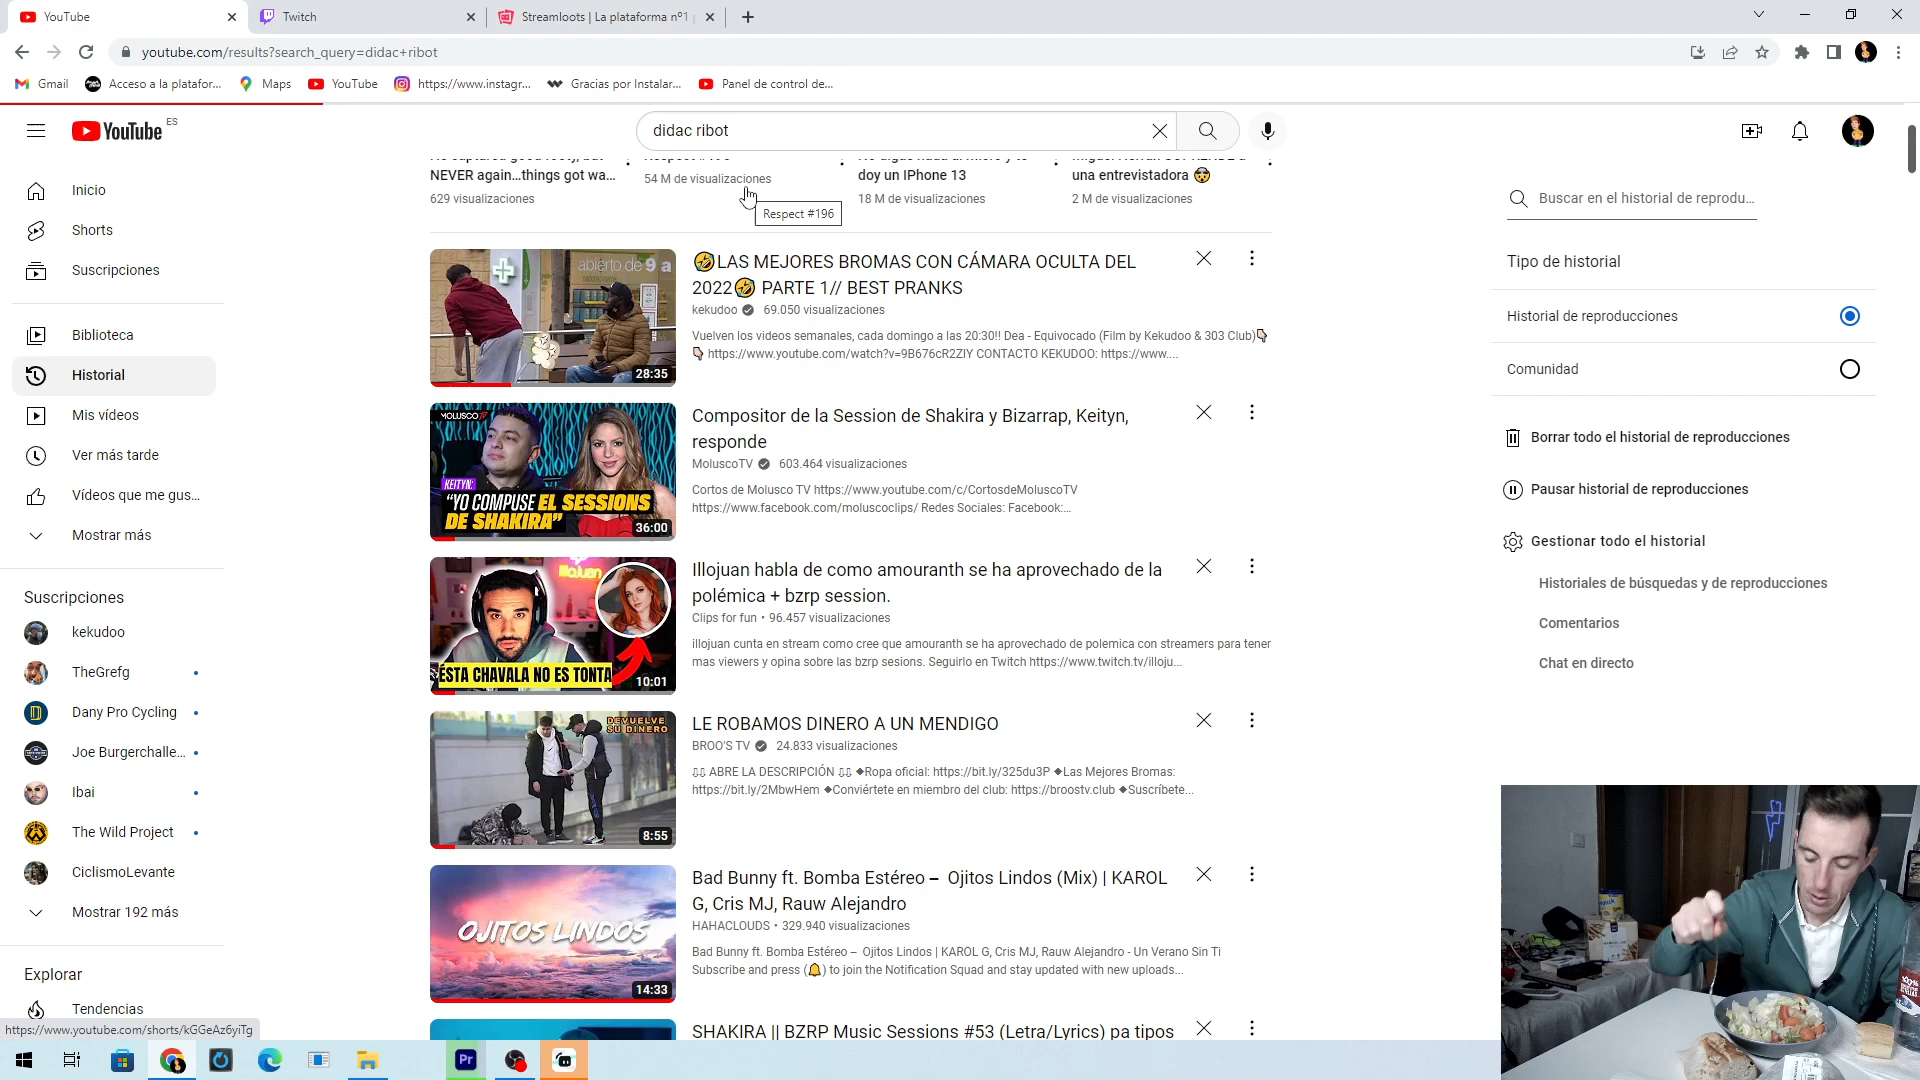 YouTube
Twitch
Streamloots | La plataforma nº1
youtube.com/results?search_query=didac+ribot
Gmail
Acceso a la platafor...
Maps
YouTube
https://www.instagr...
Gracias por Instalar...
Panel de control de...
YouTube ES
didac ribot
Inicio
Shorts
Suscripciones
Biblioteca
Historial
Mis vídeos
Ver más tarde
Vídeos que me gus...
Mostrar más
Suscripciones
kekudoo
TheGrefg
Dany Pro Cycling
Joe Burgerchalle...
Ibai
The Wild Project
CiclismoLevante
Mostrar 192 más
Explorar
Tendencias
https://www.youtube.com/shorts/kGGeAz6yiTg
NEVER again...things got wa...
629 visualizaciones
54 M de visualizaciones
Respect #196
doy un IPhone 13
18 M de visualizaciones
una entrevistadora 😵
2 M de visualizaciones
abierto de 9 a
28:35
🤣LAS MEJORES BROMAS CON CÁMARA OCULTA DEL
2022🤣 PARTE 1// BEST PRANKS
kekudoo 69.050 visualizaciones
Vuelven los videos semanales, cada domingo a las 20:30!! Dea - Equivocado (Film by Kekudoo & 303 Club)👇🏻
👇🏻 https://www.youtube.com/watch?v=9B676cR2ZIY CONTACTO KEKUDOO: https://www....
MOLUSCO TV
KEITYN:
"YO COMPUSE EL SESSIONS
DE SHAKIRA"
36:00
Compositor de la Session de Shakira y Bizarrap, Keityn,
responde
MoluscoTV 603.464 visualizaciones
Cortos de Molusco TV https://www.youtube.com/c/CortosdeMoluscoTV
https://www.facebook.com/moluscoclips/ Redes Sociales: Facebook:...
illojuan
ÉSTA CHAVALA NO ES TONTA
10:01
Illojuan habla de como amouranth se ha aprovechado de la
polémica + bzrp session.
Clips for fun • 96.457 visualizaciones
illojuan cunta en stream como cree que amouranth se ha aprovechado de polemica con streamers para tener
mas viewers y opina sobre las bzrp sesions. Seguirlo en Twitch https://www.twitch.tv/illoju...
DEVUELVE
SU DINERO
8:55
LE ROBAMOS DINERO A UN MENDIGO
BROO'S TV 24.833 visualizaciones
⇩⇩ ABRE LA DESCRIPCIÓN ⇩⇩ ◆Ropa oficial: https://bit.ly/325du3P ◆Las Mejores Bromas:
https://bit.ly/2MbwHem ◆Conviértete en miembro del club: https://broostv.club ◆Suscríbete...
OJITOS LINDOS
14:33
Bad Bunny ft. Bomba Estéreo – Ojitos Lindos (Mix) | KAROL
G, Cris MJ, Rauw Alejandro
HAHACLOUDS • 329.940 visualizaciones
Bad Bunny ft. Bomba Estéreo – Ojitos Lindos | KAROL G, Cris MJ, Rauw Alejandro - Un Verano Sin Ti
Subscribe and press (🔔) to join the Notification Squad and stay updated with new uploads...
SHAKIRA || BZRP Music Sessions #53 (Letra/Lyrics) pa tipos
Buscar en el historial de reprodu...
Tipo de historial
Historial de reproducciones
Comunidad
Borrar todo el historial de reproducciones
Pausar historial de reproducciones
Gestionar todo el historial
Historiales de búsquedas y de reproducciones
Comentarios
Chat en directo
Pr